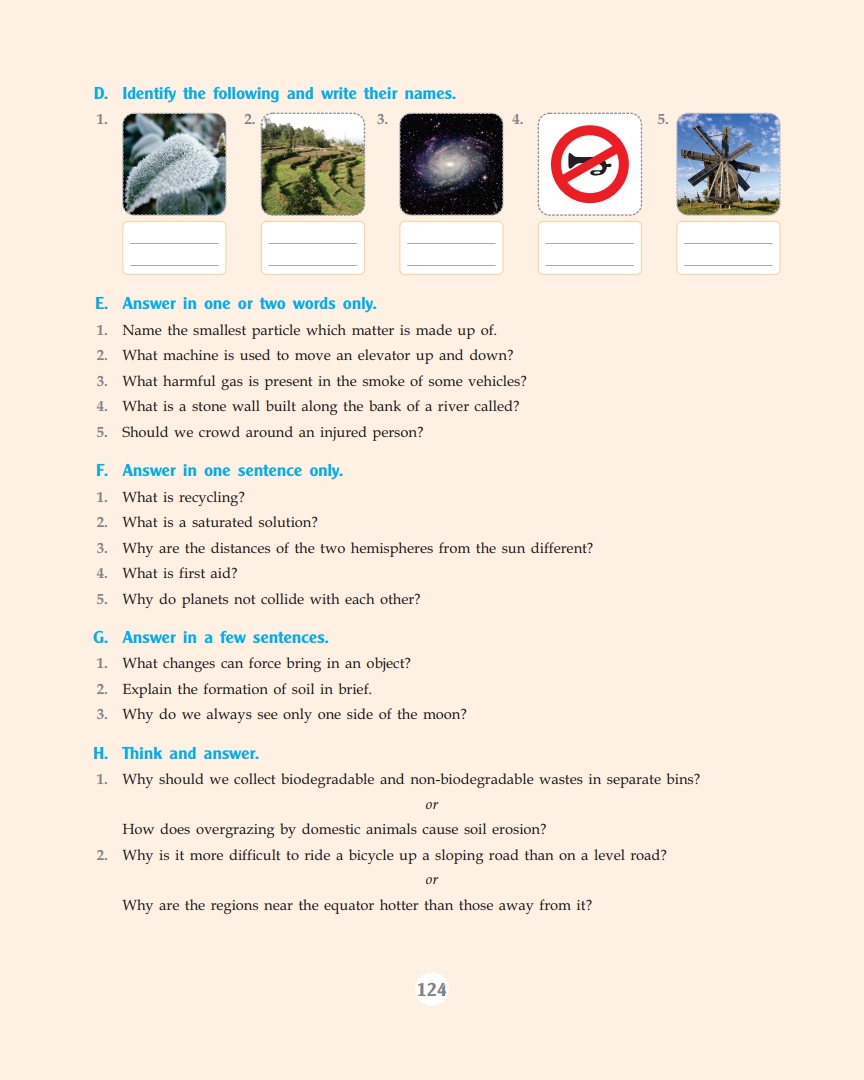 D. Identify the following and write their names.
1. 2. 3. 4. 5.
E. Answer in one or two words only.
1. Name the smallest particle which matter is made up of.
2. What machine is used to move an elevator up and down?
3. What harmful gas is present in the smoke of some vehicles?
4. What is a stone wall built along the bank of a river called?
5. Should we crowd around an injured person?
F. Answer in one sentence only.
1. What is recycling?
2. What is a saturated solution?
3. Why are the distances of the two hemispheres from the sun different?
4. What is first aid?
5. Why do planets not collide with each other?
G. Answer in a few sentences.
1. What changes can force bring in an object?
2. Explain the formation of soil in brief.
3. Why do we always see only one side of the moon?
H. Think and answer.
1. Why should we collect biodegradable and non-biodegradable wastes in separate bins?
or
How does overgrazing by domestic animals cause soil erosion?
2. Why is it more difficult to ride a bicycle up a sloping road than on a level road?
or
Why are the regions near the equator hotter than those away from it?
124